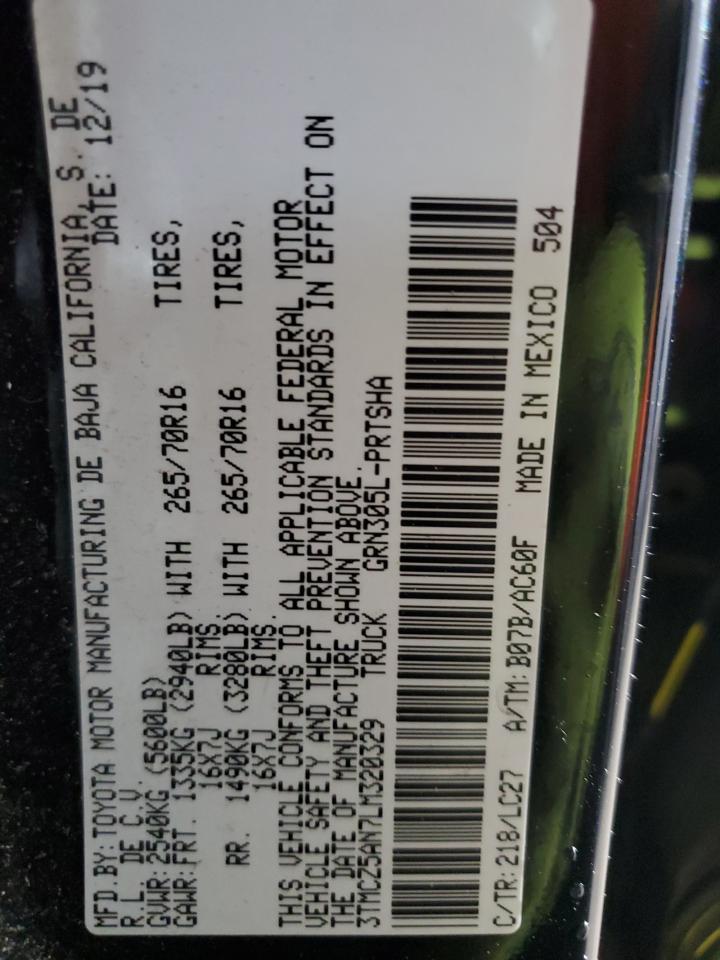 MFD.BY:TOYOTA MOTOR MANUFACTURING DE BAJA CALIFORNIA, S. DE
R.L. DE C.V. DATE: 12/19
GVWR:2540KG (5600LB)
GAWR:FRT. 1335KG (2940LB) WITH 265/70R16 TIRES,
16X7J RIMS.
RR. 1490KG (3280LB) WITH 265/70R16 TIRES,
16X7J RIMS.
THIS VEHICLE CONFORMS TO ALL APPLICABLE FEDERAL MOTOR
VEHICLE SAFETY AND THEFT PREVENTION STANDARDS IN EFFECT ON
THE DATE OF MANUFACTURE SHOWN ABOVE.
3TMCZ5AN7LM320329 TRUCK GRN305L-PRTSHA
C/TR:218/LC27 A/TM:B07B/AC60F MADE IN MEXICO 504